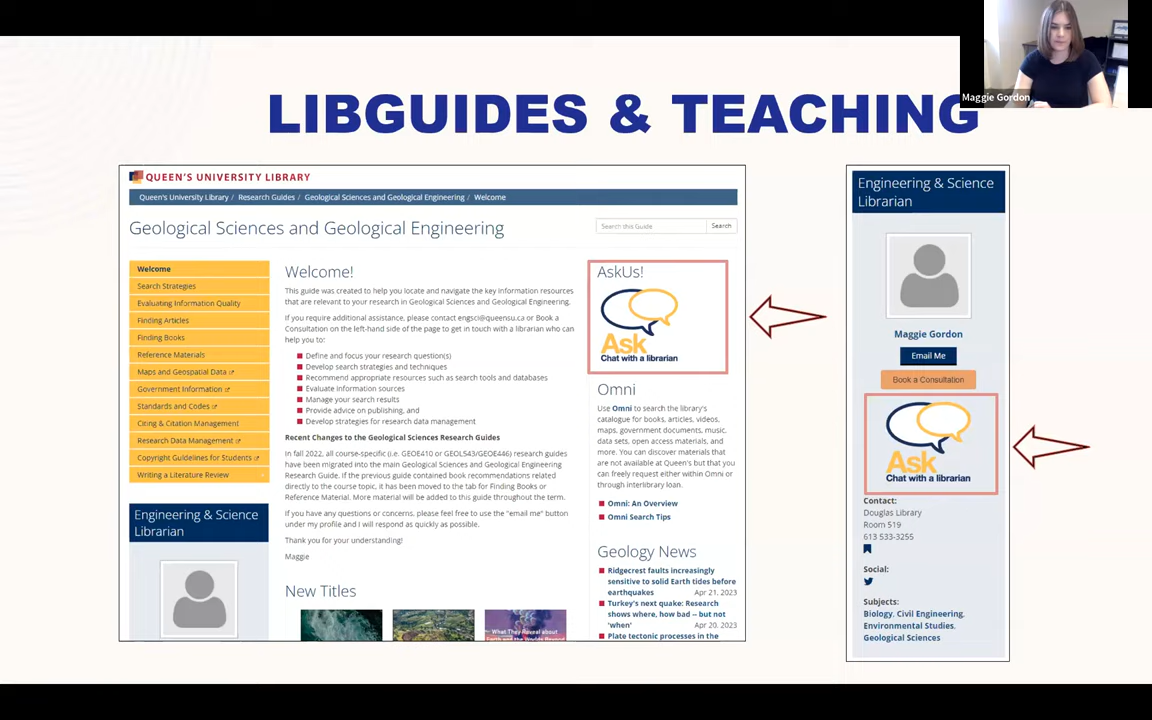 Maggie Gordon
LIBGUIDES & TEACHING
QUEEN'S UNIVERSITY LIBRARY
Queen's University Library / Research Guides / Geological Sciences and Geological Engineering / Welcome
Geological Sciences and Geological Engineering
Search this Guide
Search
Welcome
Search Strategies
Evaluating Information Quality
Finding Articles
Finding Books
Reference Materials
Maps and Geospatial Data
Government Information
Standards and Codes
Citing & Citation Management
Research Data Management
Copyright Guidelines for Students
Writing a Literature Review
Engineering & Science
Librarian
Welcome!
This guide was created to help you locate and navigate the key information resources
that are relevant to your research in Geological Sciences and Geological Engineering.
If you require additional assistance, please contact engsci@queensu.ca or Book a
Consultation on the left-hand side of the page to get in touch with a librarian who can
help you to:
Define and focus your research question(s)
Develop search strategies and techniques
Recommend appropriate resources such as search tools and databases
Evaluate information sources
Manage your search results
Provide advice on publishing, and
Develop strategies for research data management
Recent Changes to the Geological Sciences Research Guides
In fall 2022, all course-specific (i.e. GEOE410 or GEOL543/GEOE446) research guides
have been migrated into the main Geological Sciences and Geological Engineering
Research Guide. If the previous guide contained book recommendations related
directly to the course topic, it has been moved to the tab for Finding Books or
Reference Material. More material will be added to this guide throughout the term.
If you have any questions or concerns, please feel free to use the "email me" button
under my profile and I will respond as quickly as possible.
Thank you for your understanding!
Maggie
New Titles
What They Reveal about
AskUs!
Ask
Chat with a librarian
Omni
Use Omni to search the library's
catalogue for books, articles, videos,
maps, government documents, music,
data sets, open access materials, and
more. You can discover materials that
are not available at Queen's but that you
can freely request either within Omni or
through interlibrary loan.
Omni: An Overview
Omni Search Tips
Geology News
Ridgecrest faults increasingly
sensitive to solid Earth tides before
earthquakes Apr 21, 2023
Turkey's next quake: Research
shows where, how bad -- but not
'when' Apr 20, 2023
Plate tectonic processes in the
Engineering & Science
Librarian
Maggie Gordon
Email Me
Book a Consultation
Ask
Chat with a librarian
Contact:
Douglas Library
Room 519
613 533-3255
Social:
Subjects:
Biology, Civil Engineering,
Environmental Studies,
Geological Sciences